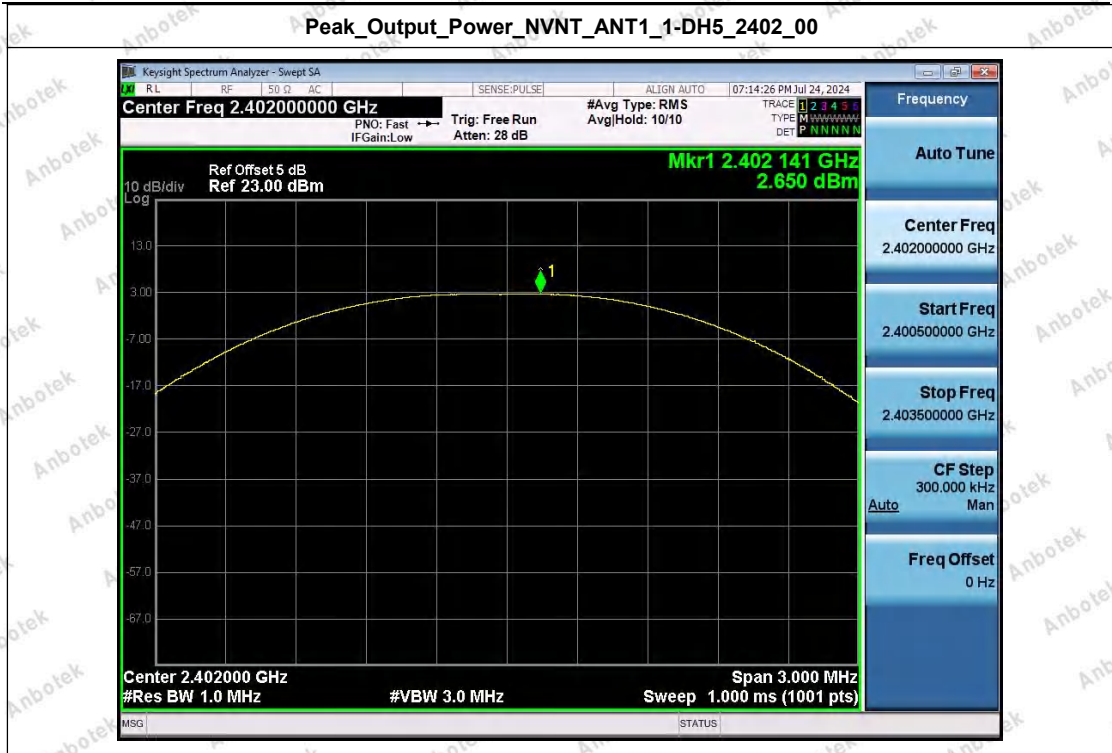 Peak_Output_Power_NVNT_ANT1_1-DH5_2402_00
Keysight Spectrum Analyzer - Swept SA
LXI RL RF 50 Ω AC SENSE:PULSE ALIGN AUTO 07:14:26 PM Jul 24, 2024
Center Freq 2.402000000 GHz
PNO: Fast
IFGain:Low
Trig: Free Run
Atten: 28 dB
#Avg Type: RMS
Avg|Hold: 10/10
TRACE 1 2 3 4 5 6
TYPE M WWWWW
DET P N N N N N
Mkr1 2.402 141 GHz
2.650 dBm
Ref Offset 5 dB
10 dB/div Ref 23.00 dBm
Log
13.0
1
3.00
-7.00
-17.0
-27.0
-37.0
-47.0
-57.0
-67.0
Center 2.402000 GHz Span 3.000 MHz
#Res BW 1.0 MHz #VBW 3.0 MHz Sweep 1.000 ms (1001 pts)
MSG STATUS
Frequency
Auto Tune
Center Freq
2.402000000 GHz
Start Freq
2.400500000 GHz
Stop Freq
2.403500000 GHz
CF Step
300.000 kHz
Auto Man
Freq Offset
0 Hz
Anbotek